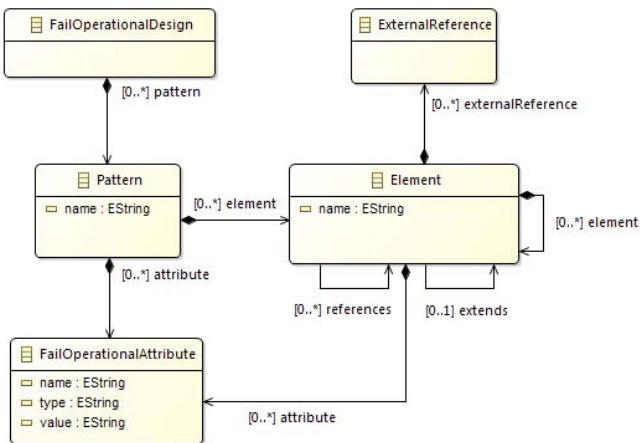 FailOperationalDesign
ExternalReference
[0..*] pattern
[0..*] externalReference
Pattern
name : EString
[0..*] element
Element
name : EString
[0..*] element
[0..*] attribute
[0..*] references
[0..1] extends
FailOperationalAttribute
name : EString
type : EString
value : EString
[0..*] attribute